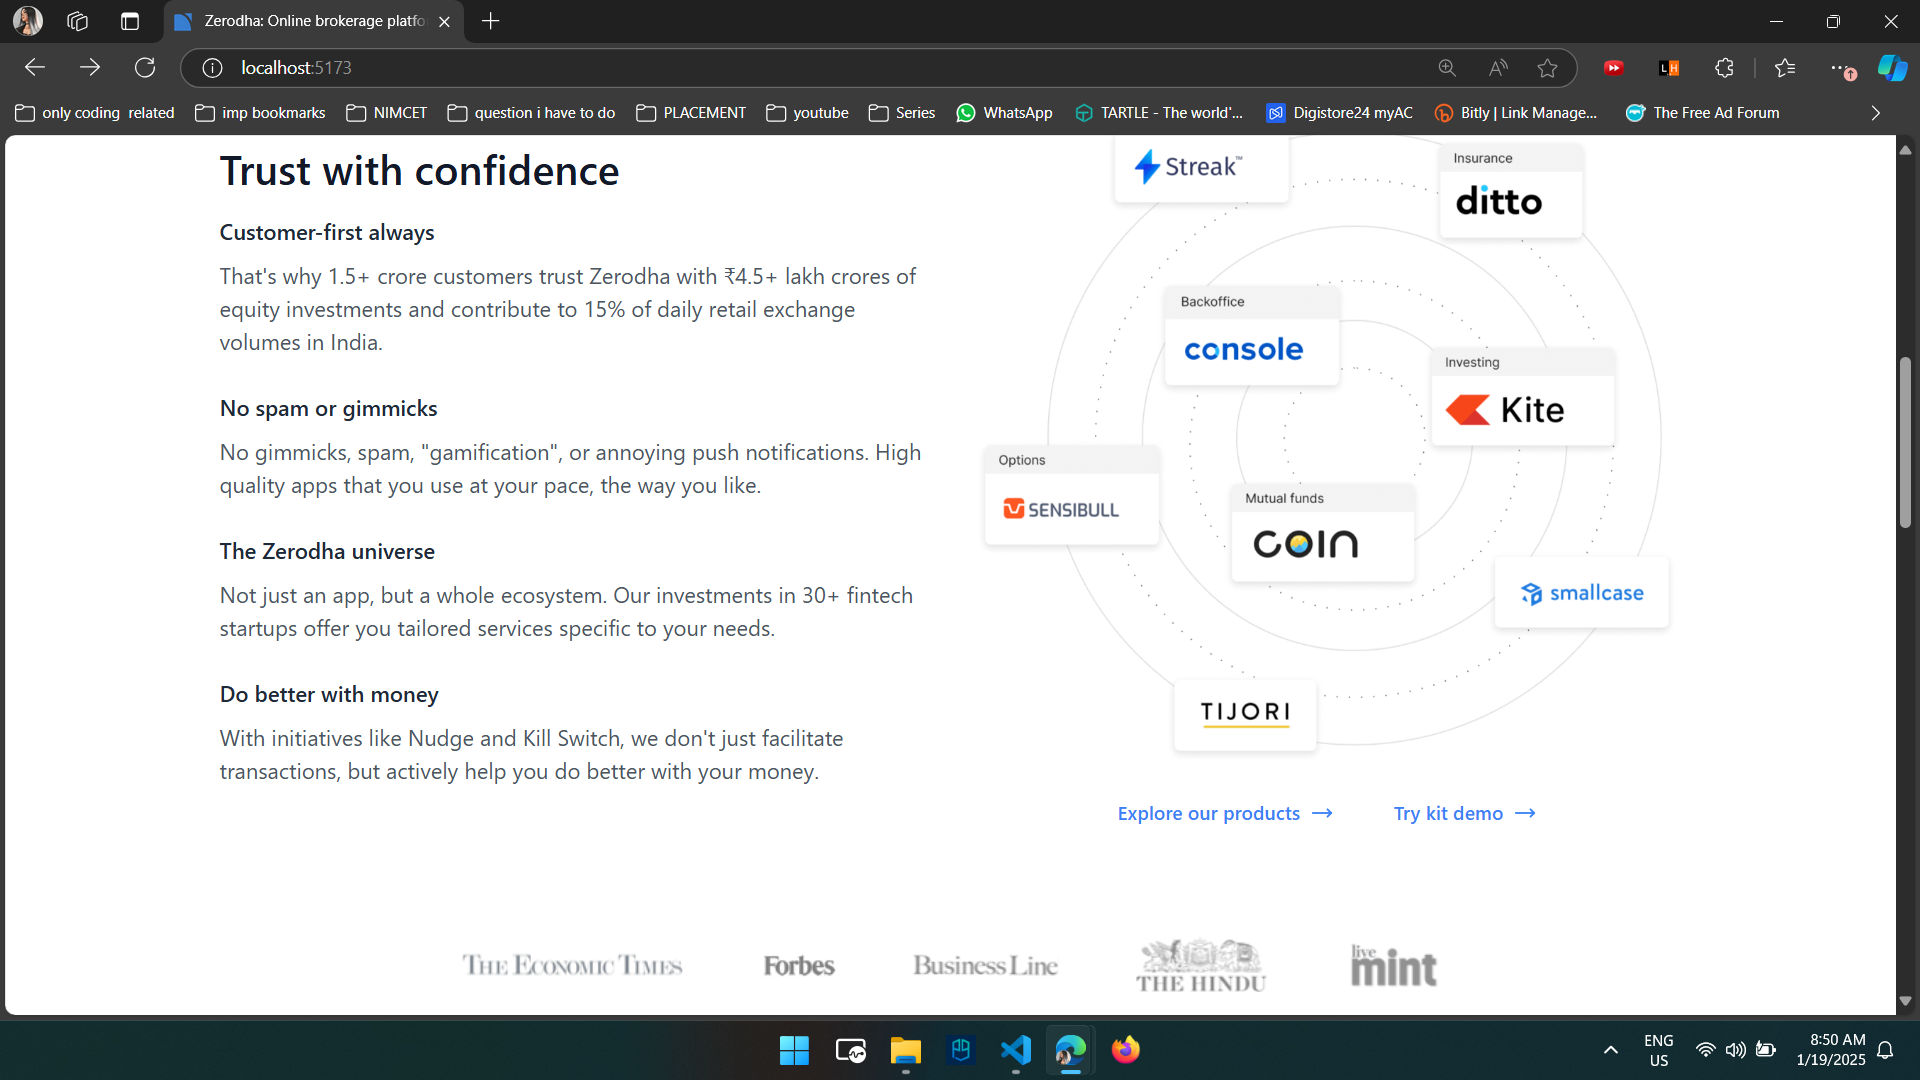 Zerodha: Online brokerage platfo
localhost:5173
only coding related
imp bookmarks
NIMCET
question i have to do
PLACEMENT
youtube
Series
WhatsApp
TARTLE - The world'...
Digistore24 myAC
Bitly | Link Manage...
The Free Ad Forum
Trust with confidence
Customer-first always
That's why 1.5+ crore customers trust Zerodha with ₹4.5+ lakh crores of
equity investments and contribute to 15% of daily retail exchange
volumes in India.
No spam or gimmicks
No gimmicks, spam, "gamification", or annoying push notifications. High
quality apps that you use at your pace, the way you like.
The Zerodha universe
Not just an app, but a whole ecosystem. Our investments in 30+ fintech
startups offer you tailored services specific to your needs.
Do better with money
With initiatives like Nudge and Kill Switch, we don't just facilitate
transactions, but actively help you do better with your money.
Streak™
Insurance
ditto
Backoffice
console
Investing
Kite
Options
SENSIBULL
Mutual funds
coin
smallcase
TIJORI
Explore our products
Try kit demo
THE ECONOMIC TIMES
Forbes
Business Line
THE HINDU
live
mint
LH
ENG
US
8:50 AM
1/19/2025